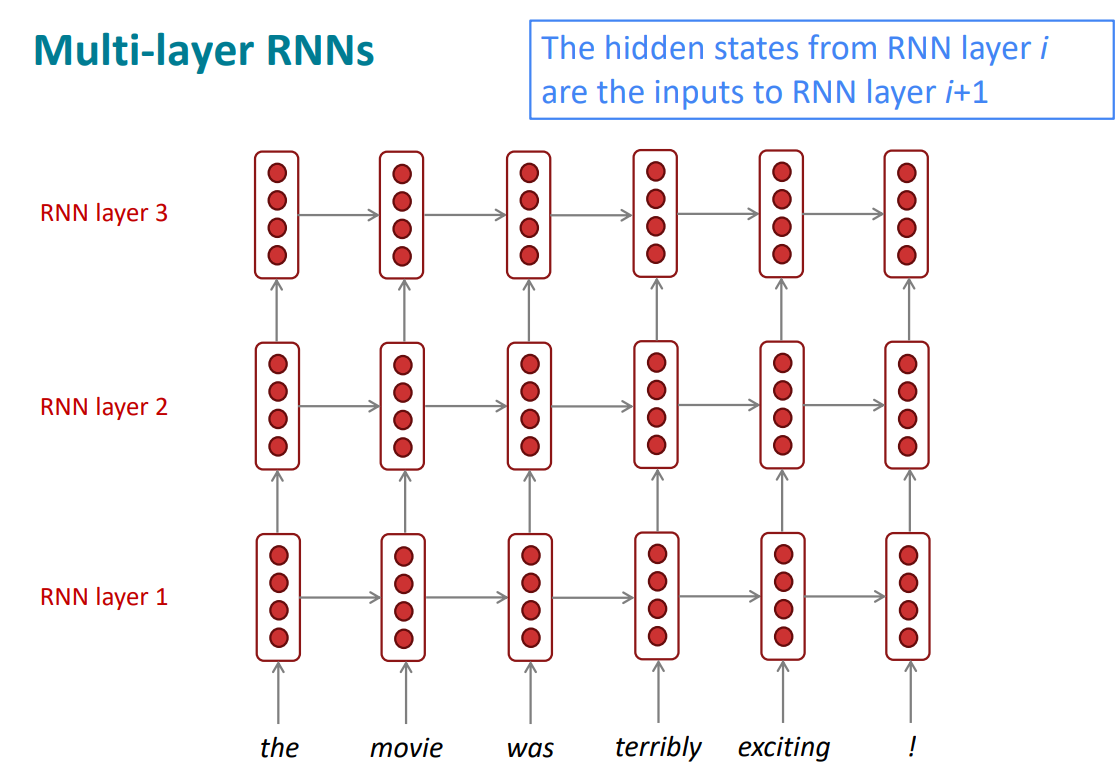 Multi-layer RNNs
The hidden states from RNN layer i
are the inputs to RNN layer i+1
RNN layer 3
RNN layer 2
RNN layer 1
the movie was terribly exciting !